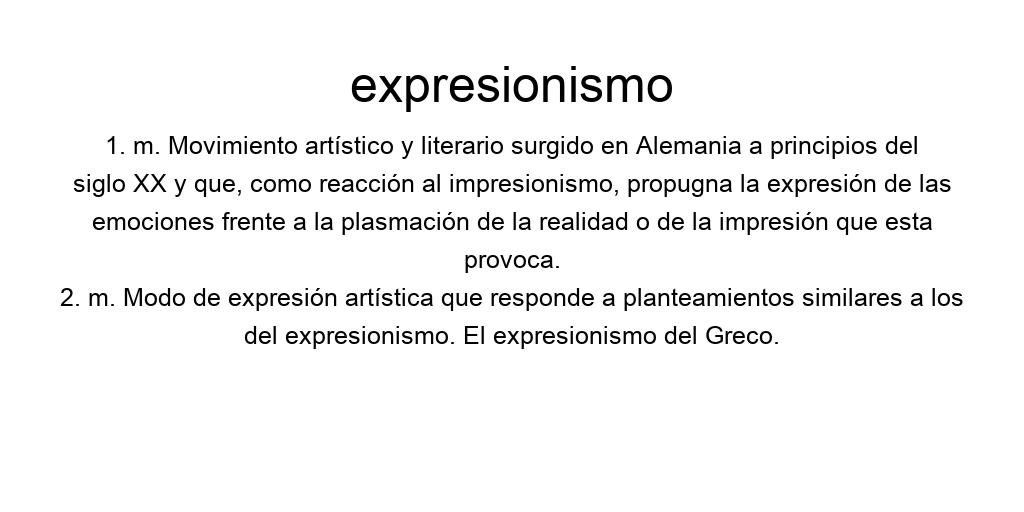 expresionismo
1. m. Movimiento artístico y literario surgido en Alemania a principios del
siglo XX y que, como reacción al impresionismo, propugna la expresión de las
emociones frente a la plasmación de la realidad o de la impresión que esta
provoca.
2. m. Modo de expresión artística que responde a planteamientos similares a los
del expresionismo. El expresionismo del Greco.